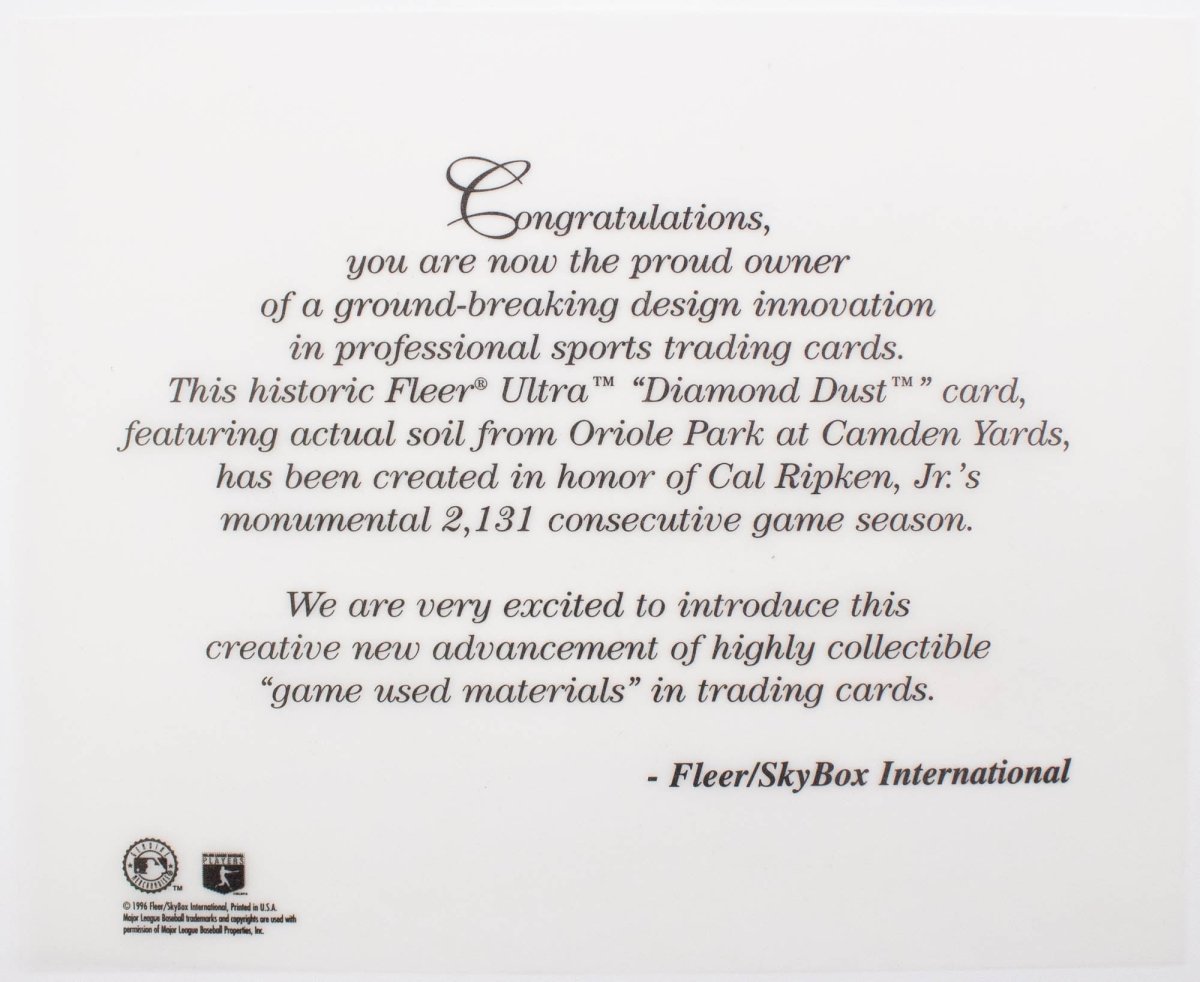 Congratulations,
you are now the proud owner
of a ground-breaking design innovation
in professional sports trading cards.
This historic Fleer® Ultra™ “Diamond Dust™” card,
featuring actual soil from Oriole Park at Camden Yards,
has been created in honor of Cal Ripken, Jr.’s
monumental 2,131 consecutive game season.
We are very excited to introduce this
creative new advancement of highly collectible
“game used materials” in trading cards.
- Fleer/SkyBox International
PLAYERS
TM
© 1996 Fleer/SkyBox International, Printed in U.S.A.
Major League Baseball trademarks and copyrights are used with
permission of Major League Baseball Properties, Inc.